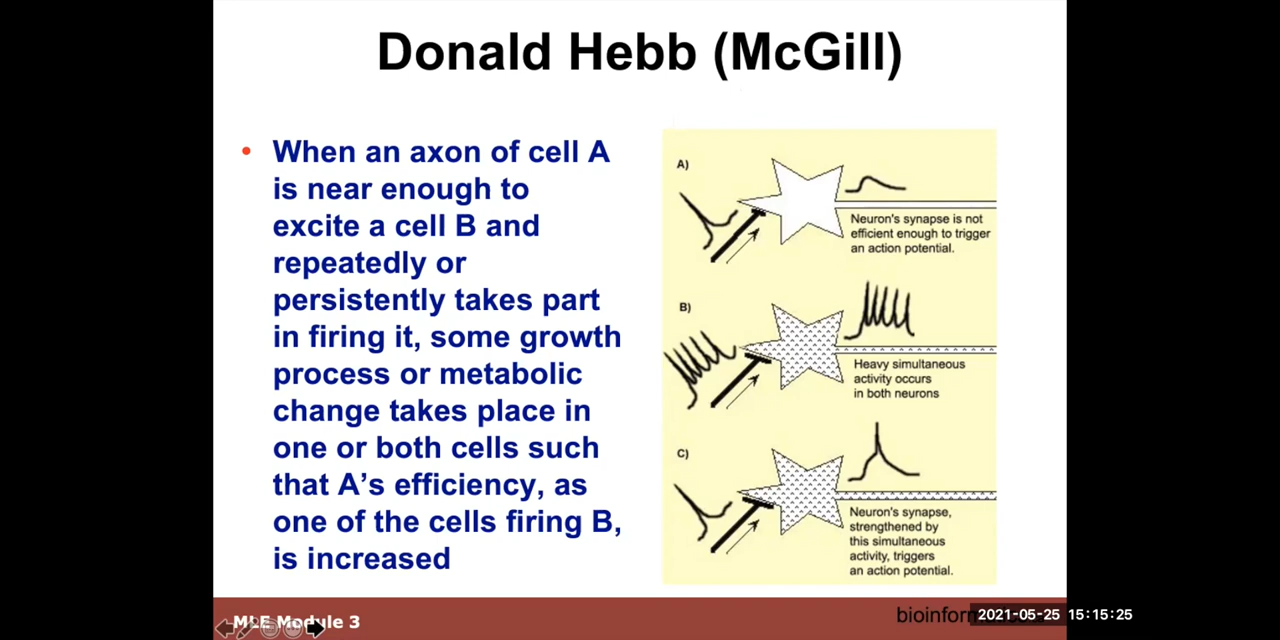 Donald Hebb (McGill)
• When an axon of cell A
is near enough to
excite a cell B and
repeatedly or
persistently takes part
in firing it, some growth
process or metabolic
change takes place in
one or both cells such
that A’s efficiency, as
one of the cells firing B,
is increased
A)
Neuron's synapse is not
efficient enough to trigger
an action potential.
B)
Heavy simultaneous
activity occurs
in both neurons
C)
Neuron's synapse,
strengthened by
this simultaneous
activity, triggers
an action potential.
MLE Module 3
2021-05-25 15:15:25